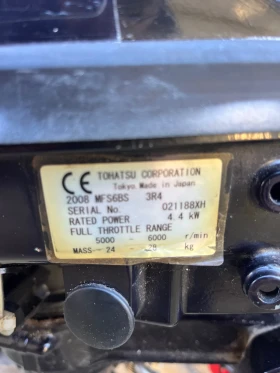 CE TOHATSU CORPORATION
Tokyo Made in Japan
2008 MFS6BS 3R4
SERIAL No. 021188XH
RATED POWER 4.4 kW
FULL THROTTLE RANGE
5000 - 6000 r/min
MASS 24 - 28 kg